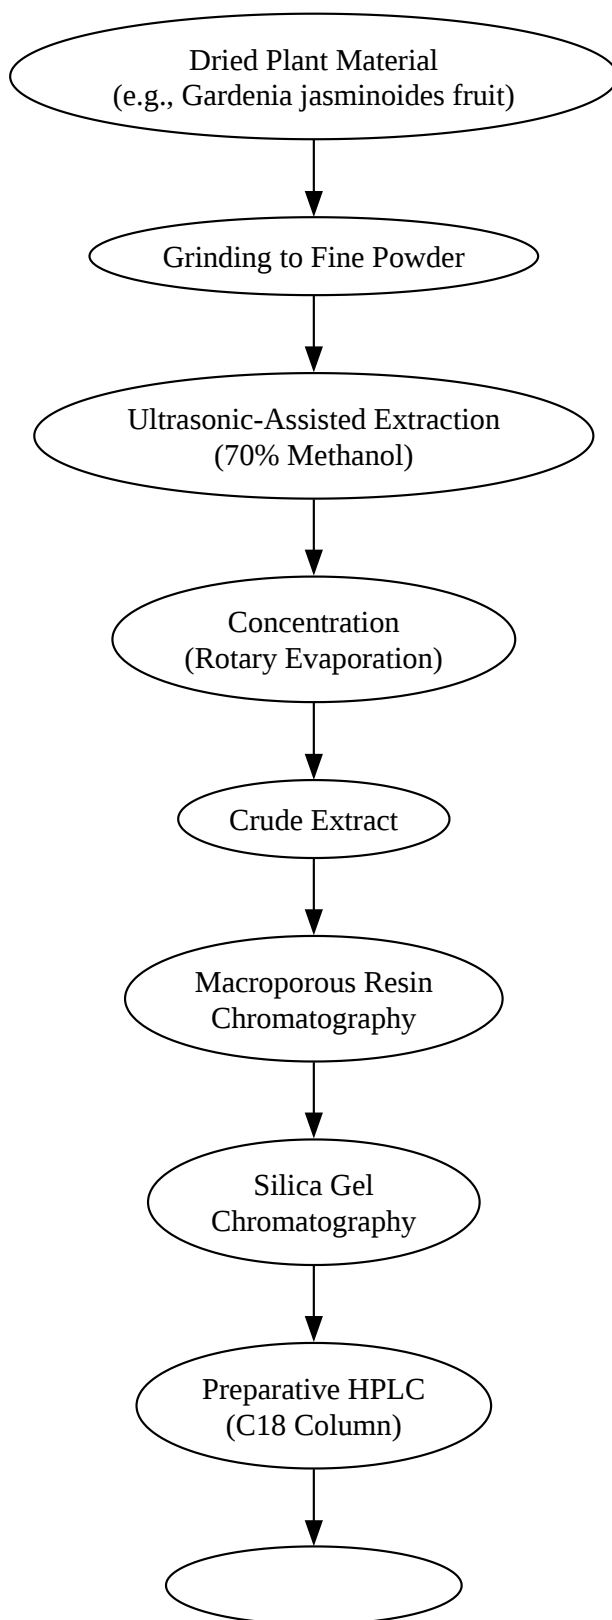 Dried Plant Material
(e.g., Gardenia jasminoides fruit)
Grinding to Fine Powder
Ultrasonic-Assisted Extraction
(70% Methanol)
Concentration
(Rotary Evaporation)
Crude Extract
Macroporous Resin
Chromatography
Silica Gel
Chromatography
Preparative HPLC
(C18 Column)